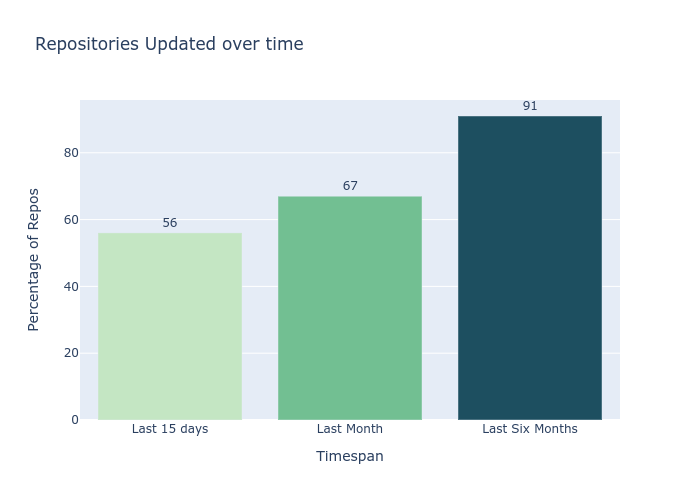 Repositories Updated over time
91
67
56
80
60
40
20
0
Percentage of Repos
Last 15 days
Last Month
Last Six Months
Timespan